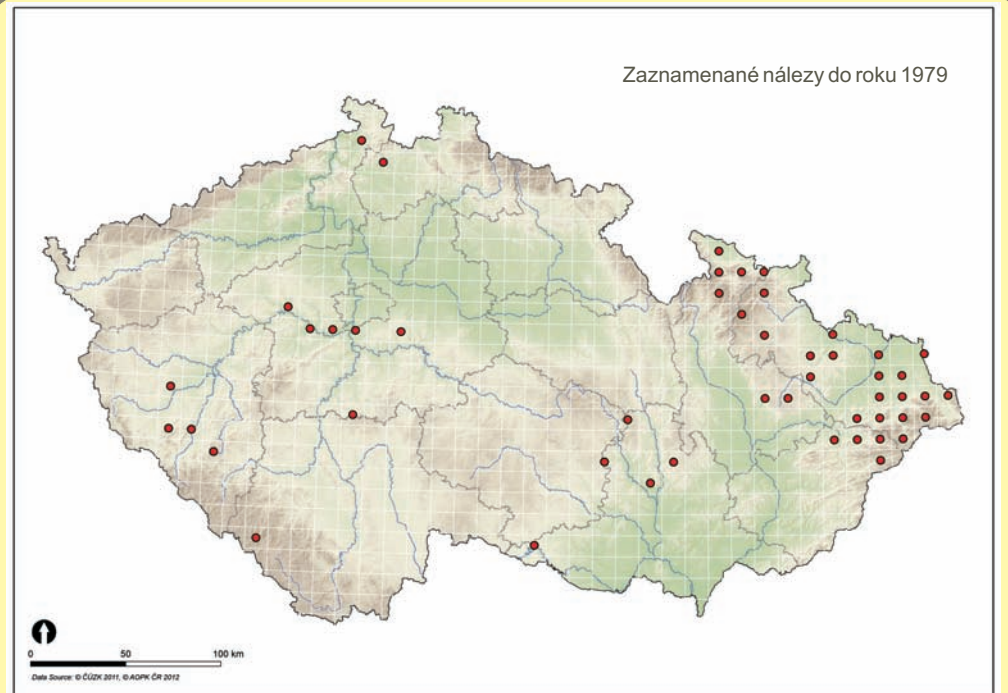 Zaznamenané nálezy do roku 1979
0 50 100 km
Data Source: © ČÚZK 2011, © AOPK ČR 2012